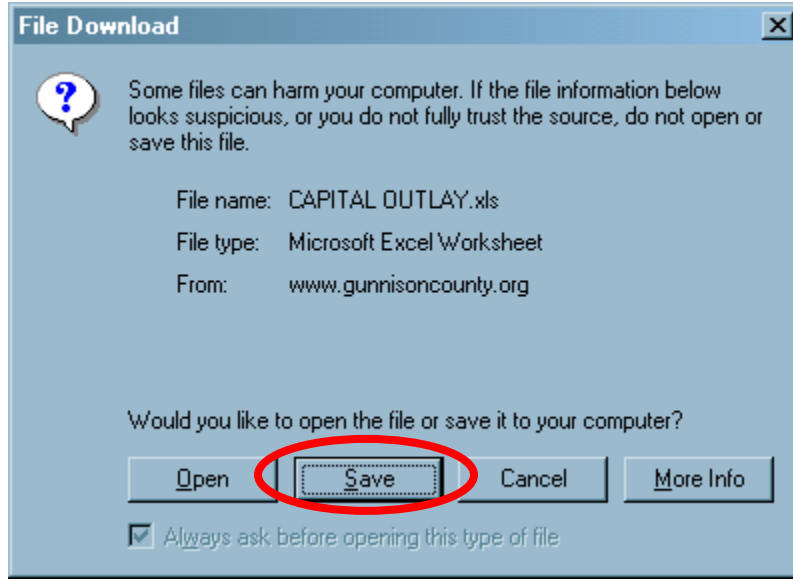 File Download
Some files can harm your computer. If the file information below
looks suspicious, or you do not fully trust the source, do not open or
save this file.
File name: CAPITAL OUTLAY.xls
File type: Microsoft Excel Worksheet
From: www.gunnisoncounty.org
Would you like to open the file or save it to your computer?
Open Save Cancel More Info
Always ask before opening this type of file